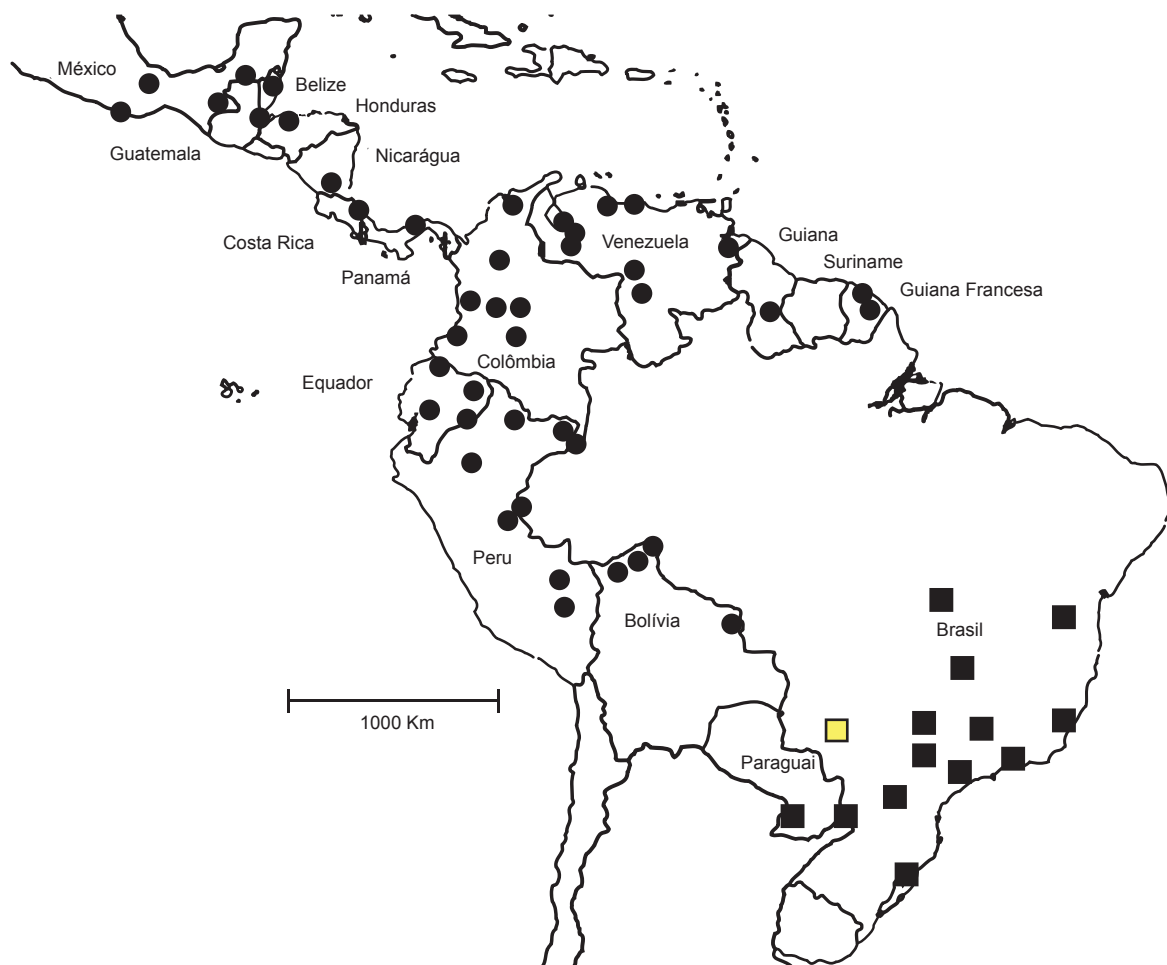 México
Belize
Honduras
Guatemala
Nicarágua
Costa Rica
Panamá
Venezuela
Guiana
Suriname
Guiana Francesa
Colômbia
Equador
Peru
Bolívia
Brasil
1000 Km
Paraguai